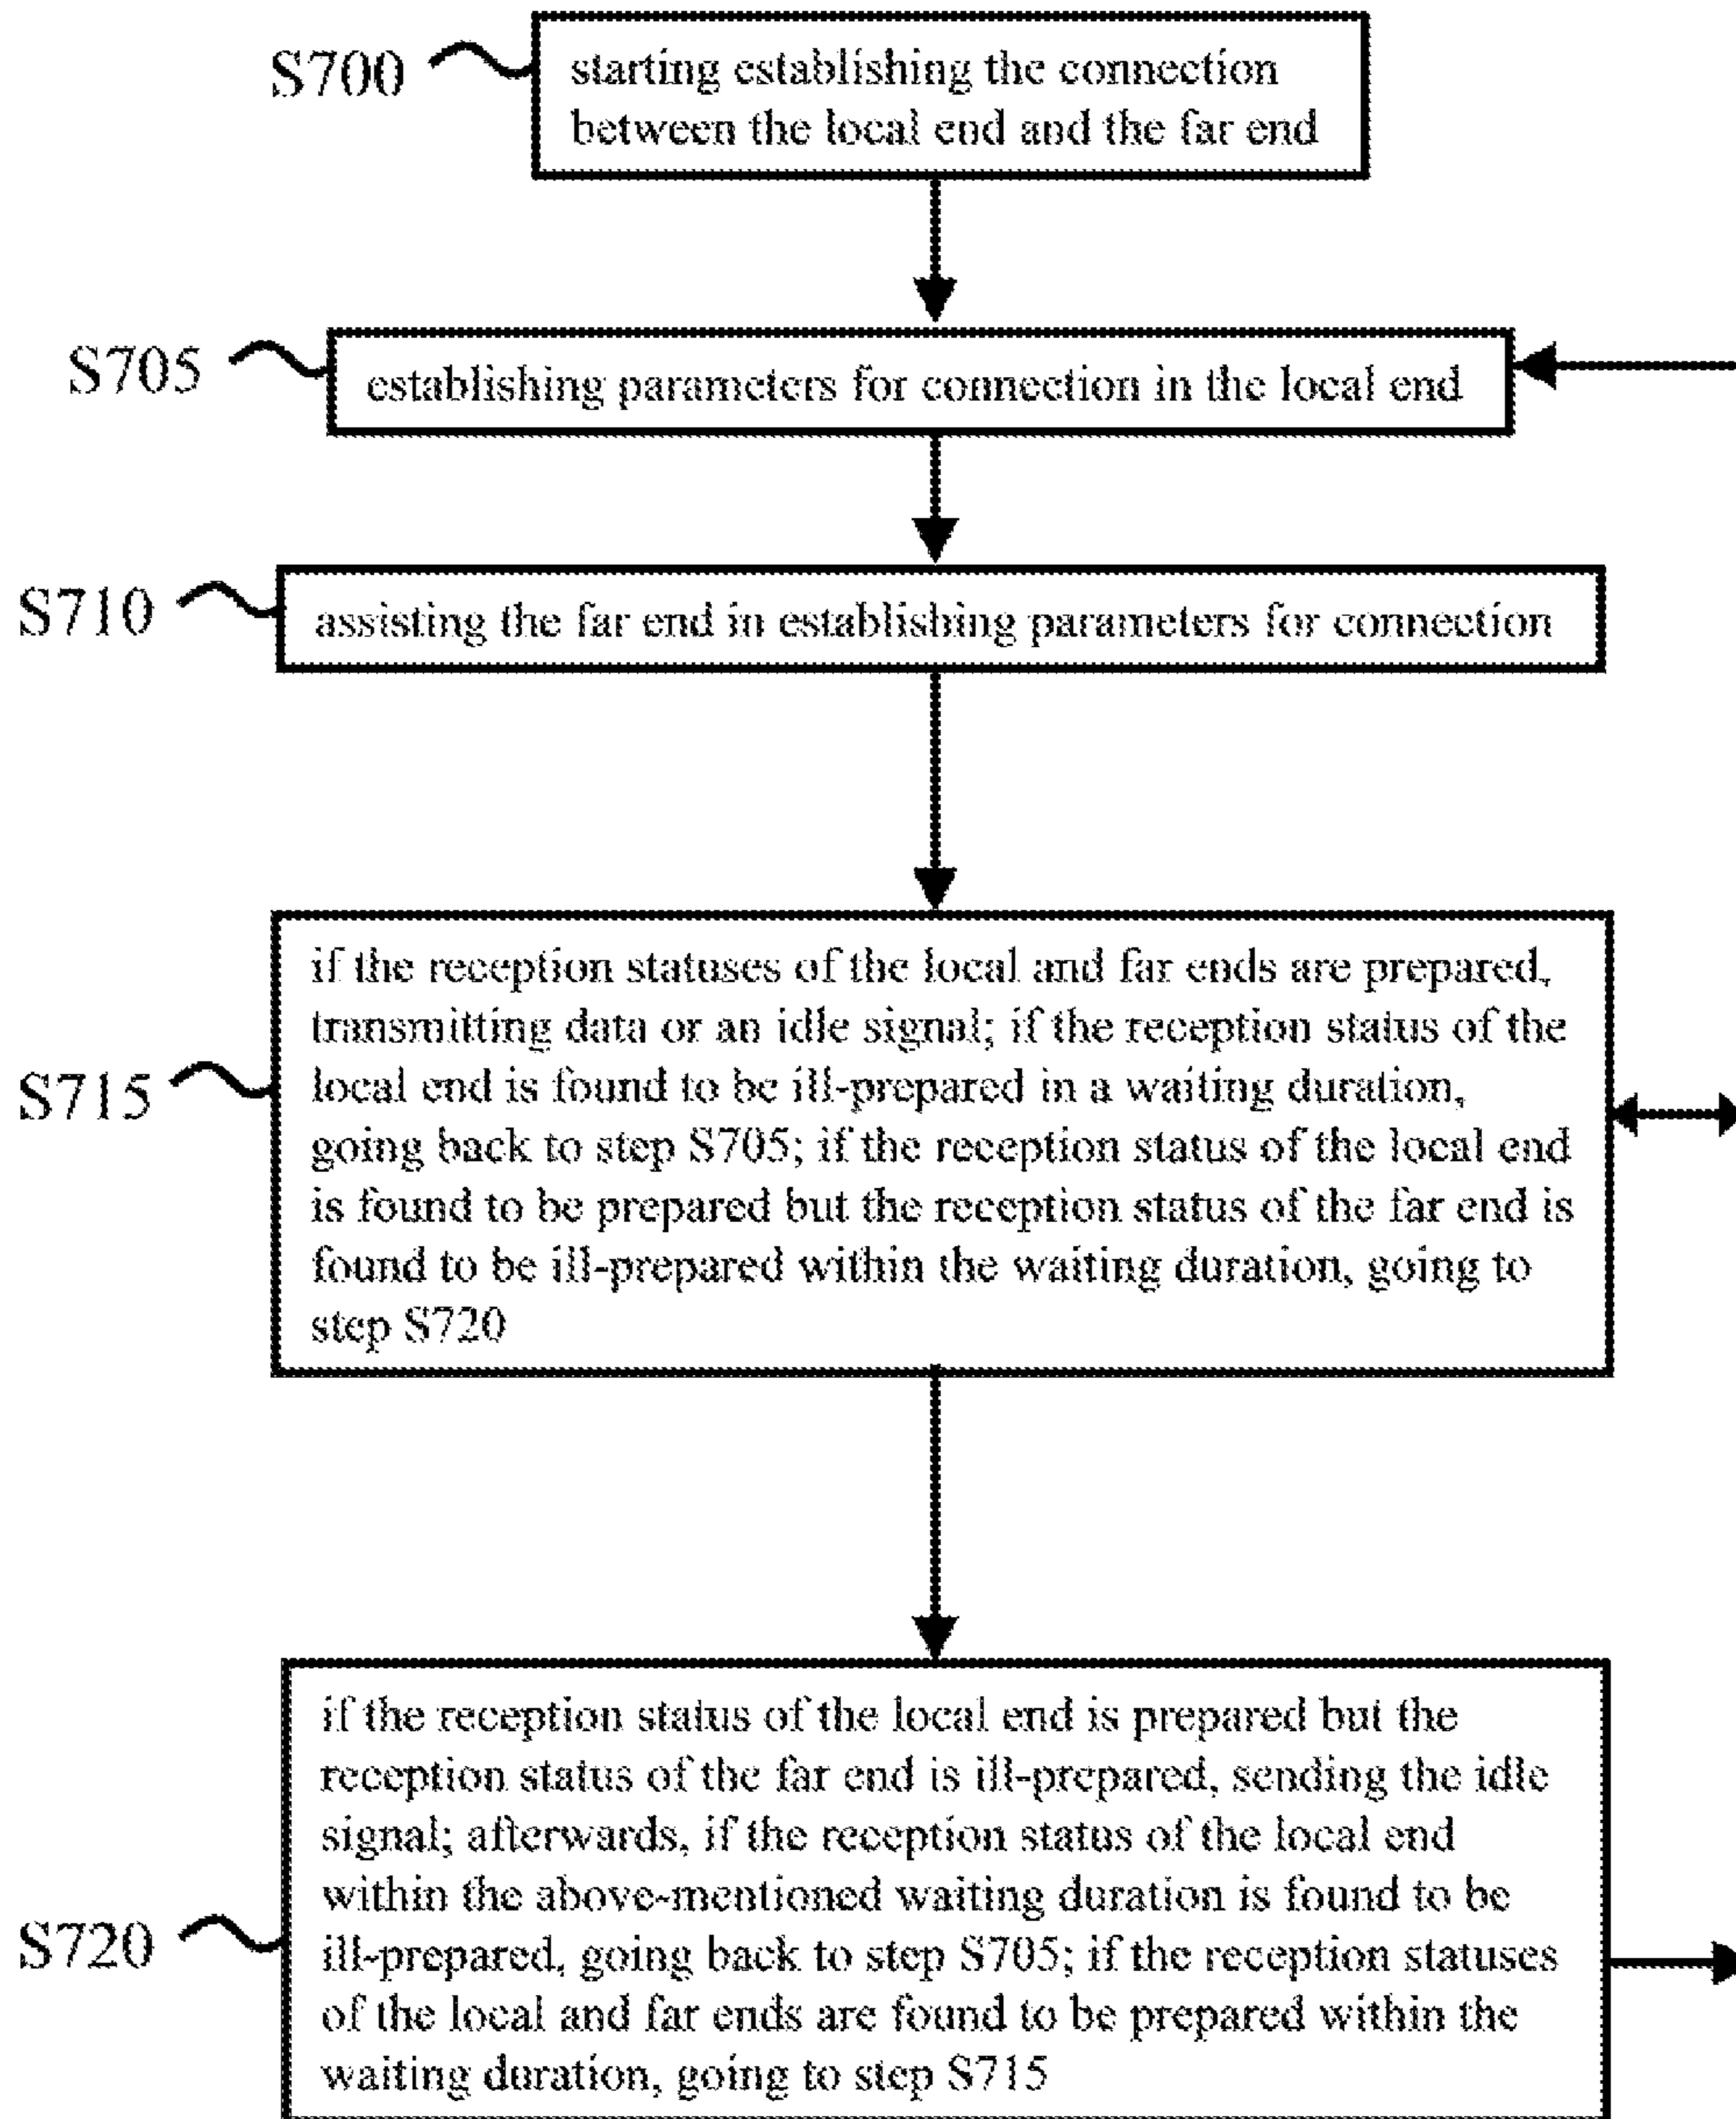 S700
starting establishing the connection
between the local end and the far end
S705
establishing parameters for connection in the local end
S710
assisting the far end in establishing parameters for connection
S715
if the reception statuses of the local and far ends are prepared,
transmitting data or an idle signal; if the reception status of the
local end is found to be ill-prepared in a waiting duration,
going back to step S705; if the reception status of the local end
is found to be prepared but the reception status of the far end is
found to be ill-prepared within the waiting duration, going to
step S720
S720
if the reception status of the local end is prepared but the
reception status of the far end is ill-prepared, sending the idle
signal; afterwards, if the reception status of the local end
within the above-mentioned waiting duration is found to be
ill-prepared, going back to step S705; if the reception statuses
of the local and far ends are found to be prepared within the
waiting duration, going to step S715